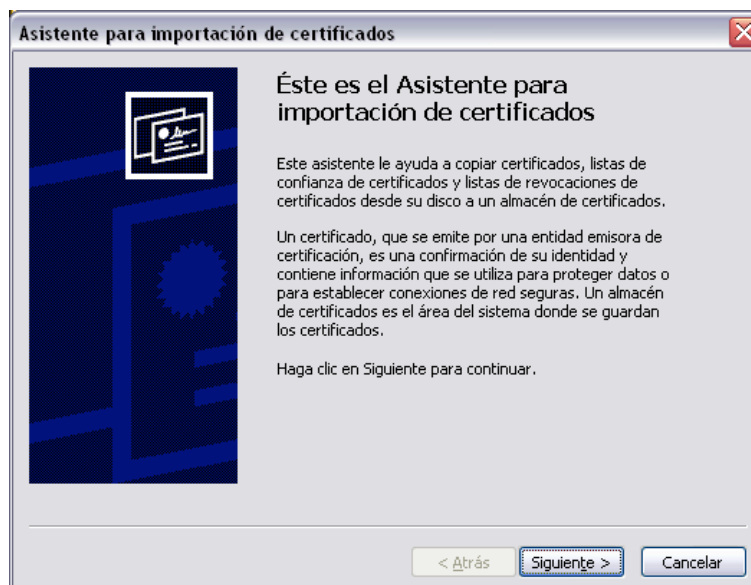 Asistente para importación de certificados
Éste es el Asistente para
importación de certificados
Este asistente le ayuda a copiar certificados, listas de
confianza de certificados y listas de revocaciones de
certificados desde su disco a un almacén de certificados.
Un certificado, que se emite por una entidad emisora de
certificación, es una confirmación de su identidad y
contiene información que se utiliza para proteger datos o
para establecer conexiones de red seguras. Un almacén
de certificados es el área del sistema donde se guardan
los certificados.
Haga clic en Siguiente para continuar.
< Atrás Siguiente > Cancelar